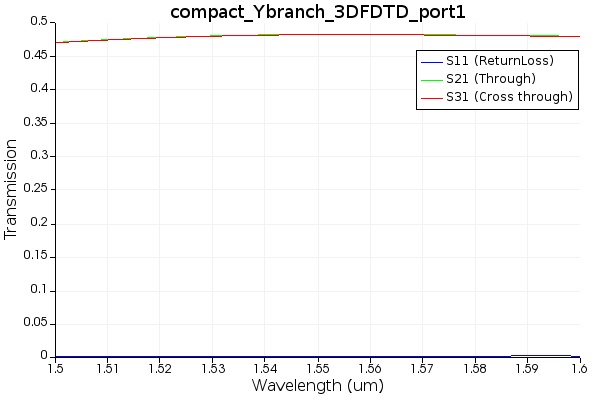 compact_Ybranch_3DFDTD_port1
0.5
0.45
0.4
0.35
0.3
0.25
0.2
0.15
0.1
0.05
0
Transmission
S11 (ReturnLoss)
S21 (Through)
S31 (Cross through)
1.5 1.51 1.52 1.53 1.54 1.55 1.56 1.57 1.58 1.59 1.6
Wavelength (um)